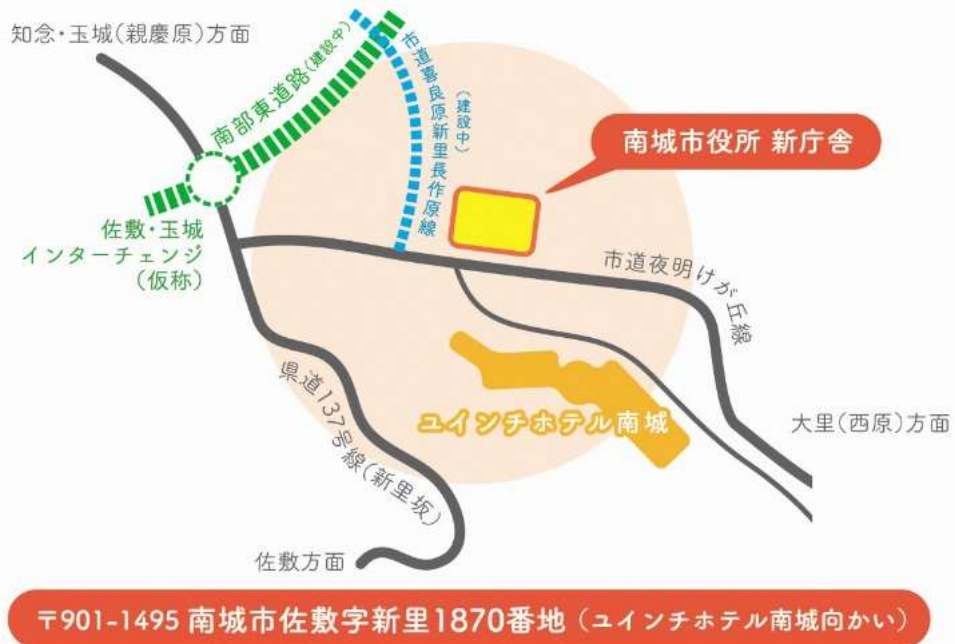 知念・玉城(親慶原)方面
南部東道路(建設中)
市道喜良原新里長作原線
(建設中)
南城市役所 新庁舎
佐敷・玉城
インターチェンジ
(仮称)
市道夜明けが丘線
県道137号線(新里坂)
ユインチホテル南城
大里(西原)方面
佐敷方面
〒901-1495 南城市佐敷字新里1870番地(ユインチホテル南城向かい)